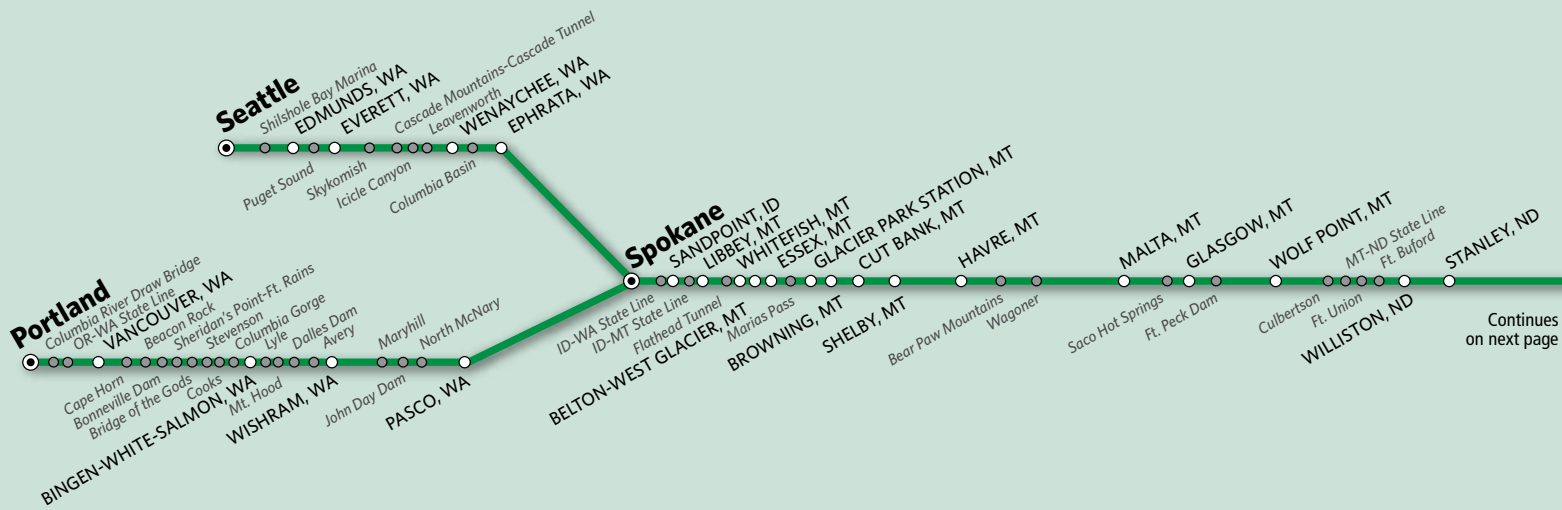 Seattle
Shilshole Bay Marina
EDMUNDS, WA
Puget Sound
EVERETT, WA
Skykomish
Cascade Mountains-Cascade Tunnel
Icicle Canyon
Leavenworth
WENAYCHEE, WA
Columbia Basin
EPHRATA, WA
Portland
Columbia River Draw Bridge
OR-WA State Line
VANCOUVER, WA
Cape Horn
Beacon Rock
Bonneville Dam
Sheridan's Point-Ft. Rains
Bridge of the Gods
Stevenson
Cooks
Columbia Gorge
BINGEN-WHITE-SALMON, WA
Lyle
Mt. Hood
Dalles Dam
Avery
WISHRAM, WA
Maryhill
John Day Dam
North McNary
PASCO, WA
Spokane
ID-WA State Line
SANDPOINT, ID
ID-MT State Line
LIBBEY, MT
Flathead Tunnel
WHITEFISH, MT
BELTON-WEST GLACIER, MT
ESSEX, MT
Marias Pass
GLACIER PARK STATION, MT
BROWNING, MT
CUT BANK, MT
SHELBY, MT
HAVRE, MT
Bear Paw Mountains
Wagoner
MALTA, MT
Saco Hot Springs
GLASGOW, MT
Ft. Peck Dam
WOLF POINT, MT
Culbertson
MT-ND State Line
Ft. Union
Ft. Buford
WILLISTON, ND
STANLEY, ND
Continues
on next page